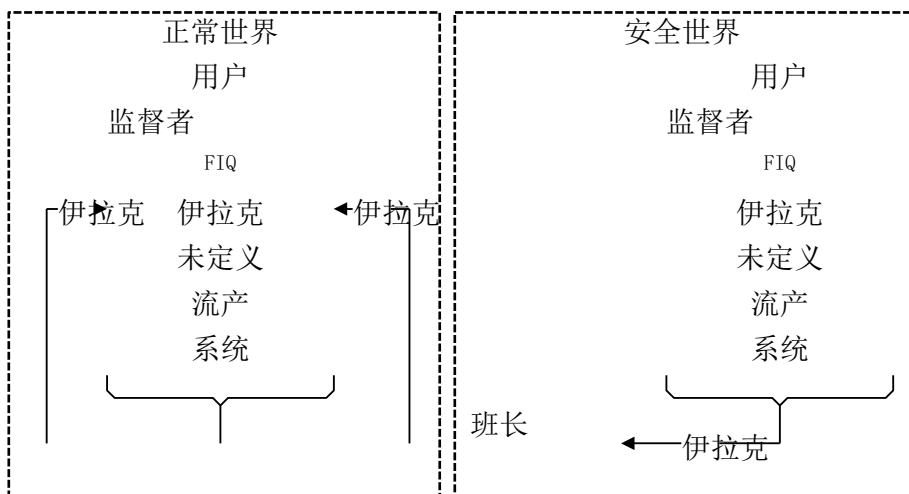 正常世界
用户
监督者
FIQ
伊拉克 伊拉克 伊拉克
未定义
流产
系统
安全世界
用户
监督者
FIQ
伊拉克
未定义
流产
系统
班长 伊拉克